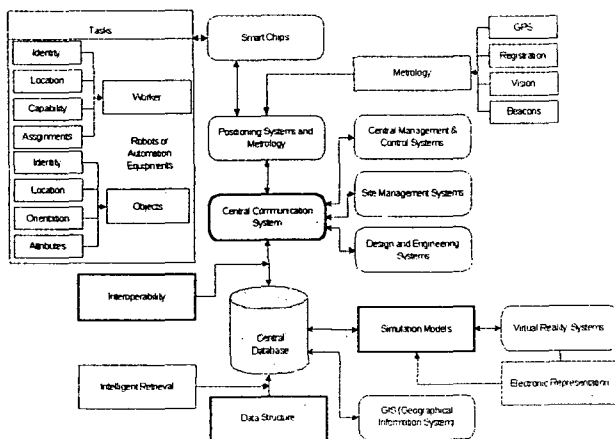 Tasks
Identity
Location
Capability
Assignments
Worker
Robots of
Automation
Equipments
Identity
Location
Orientation
Attributes
Objects
Smart Chips
Metrology
GPS
Registration
Vision
Beacons
Positioning Systems and
Metrology
Central Management &
Control Systems
Central Communication
System
Site Management Systems
Design and Engineering
Systems
Interoperability
Central
Database
Simulation Models
Virtual Reality Systems
Electronic Representation
Intelligent Retrieval
Data Structure
GIS (Geographical
Information System)